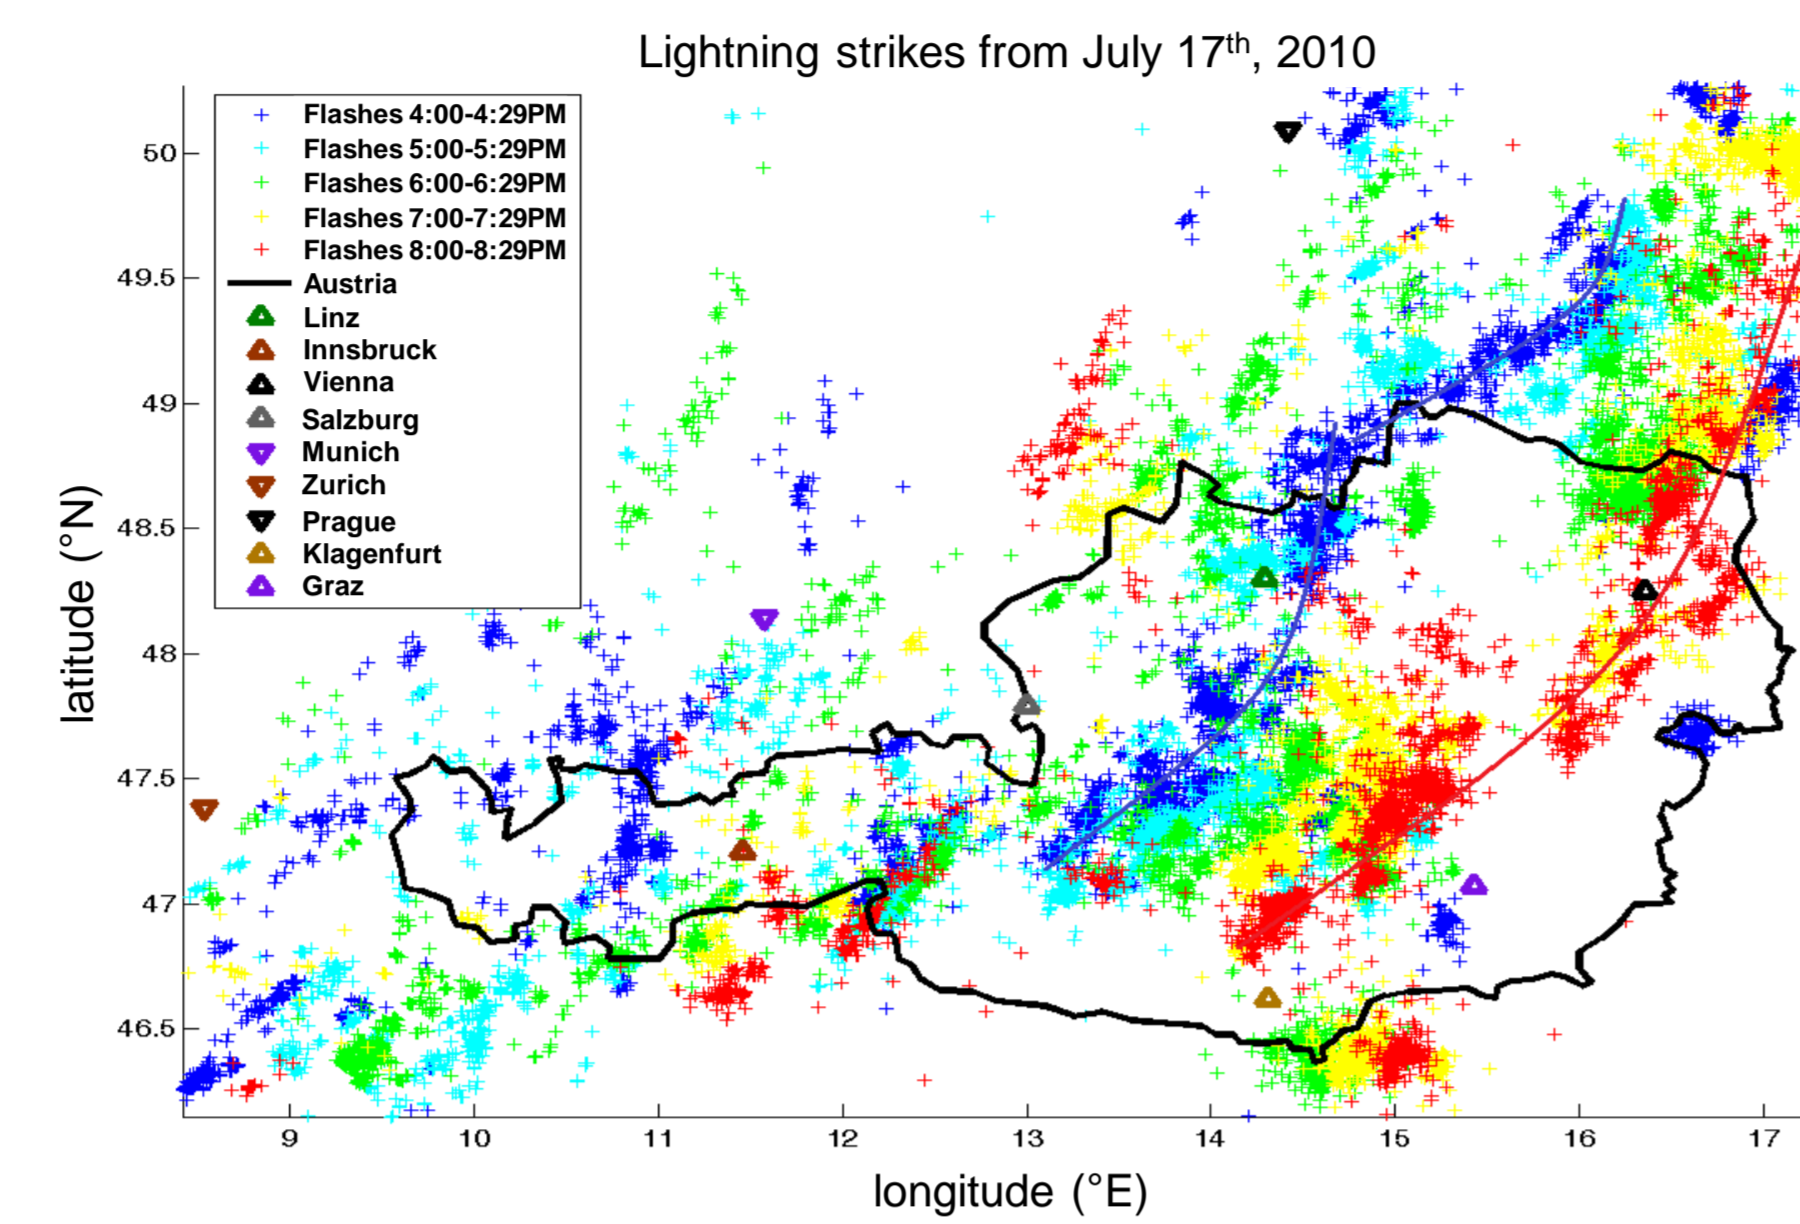 Lightning strikes from July 17th, 2010
Flashes 4:00-4:29PM
Flashes 5:00-5:29PM
Flashes 6:00-6:29PM
Flashes 7:00-7:29PM
Flashes 8:00-8:29PM
Austria
Linz
Innsbruck
Vienna
Salzburg
Munich
Zurich
Prague
Klagenfurt
Graz
50
49.5
49
48.5
48
47.5
47
46.5
latitude (°N)
9 10 11 12 13 14 15 16 17
longitude (°E)